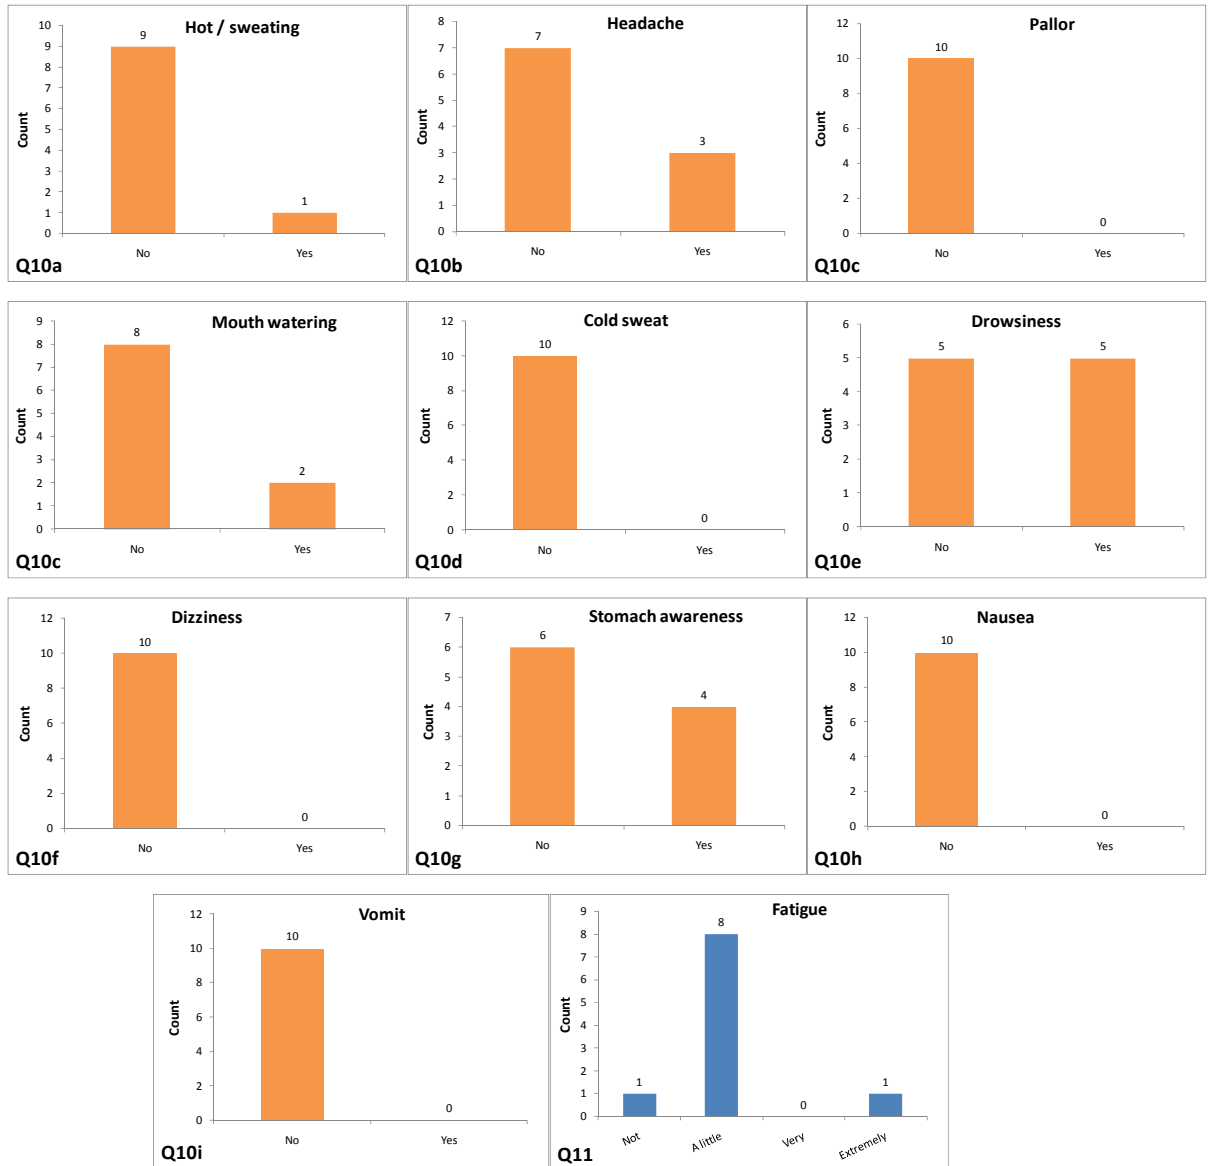 Hot / sweating
Count
10
9
8
7
6
5
4
3
2
1
0
9
1
No Yes
Q10a
Headache
Count
8
7
6
5
4
3
2
1
0
7
3
No Yes
Q10b
Pallor
Count
12
10
8
6
4
2
0
10
0
No Yes
Q10c
Mouth watering
Count
9
8
7
6
5
4
3
2
1
0
8
2
No Yes
Q10c
Cold sweat
Count
12
10
8
6
4
2
0
10
0
No Yes
Q10d
Drowsiness
Count
6
5
4
3
2
1
0
5
5
No Yes
Q10e
Dizziness
Count
12
10
8
6
4
2
0
10
0
No Yes
Q10f
Stomach awareness
Count
7
6
5
4
3
2
1
0
6
4
No Yes
Q10g
Nausea
Count
12
10
8
6
4
2
0
10
0
No Yes
Q10h
Vomit
Count
12
10
8
6
4
2
0
10
0
No Yes
Q10i
Fatigue
Count
9
8
7
6
5
4
3
2
1
0
1
8
0
1
Not A little Very Extremely
Q11